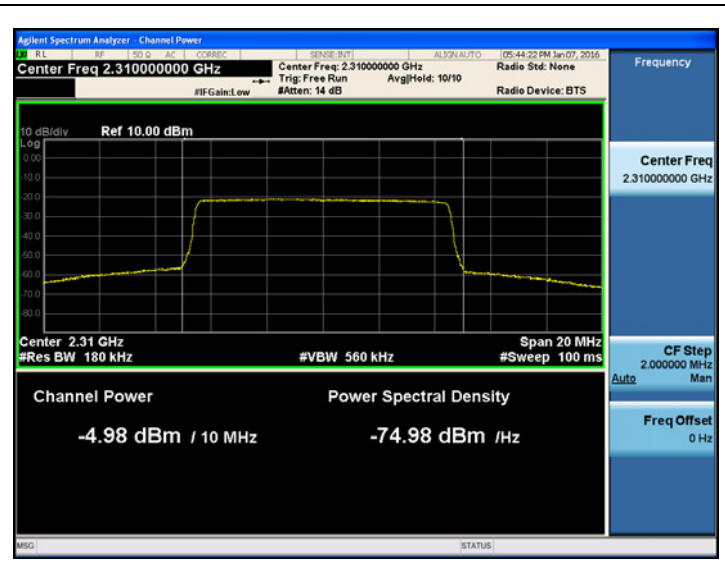 Agilent Spectrum Analyzer - Channel Power
RL RF 50 Ω AC CORREC SENSE:INT ALIGN AUTO 05:44:22 PM Jan 07, 2016
Center Freq 2.310000000 GHz
Center Freq: 2.310000000 GHz
Radio Std: None
Trig: Free Run Avg|Hold: 10/10
#IFGain:Low
#Atten: 14 dB
Radio Device: BTS
10 dB/div Ref 10.00 dBm
Log
0.00
-10.0
-20.0
-30.0
-40.0
-50.0
-60.0
-70.0
-80.0
Center 2.31 GHz Span 20 MHz
#Res BW 180 kHz #VBW 560 kHz #Sweep 100 ms
Channel Power Power Spectral Density
-4.98 dBm / 10 MHz -74.98 dBm /Hz
MSG STATUS
Frequency
Center Freq
2.310000000 GHz
CF Step
2.000000 MHz
Auto Man
Freq Offset
0 Hz